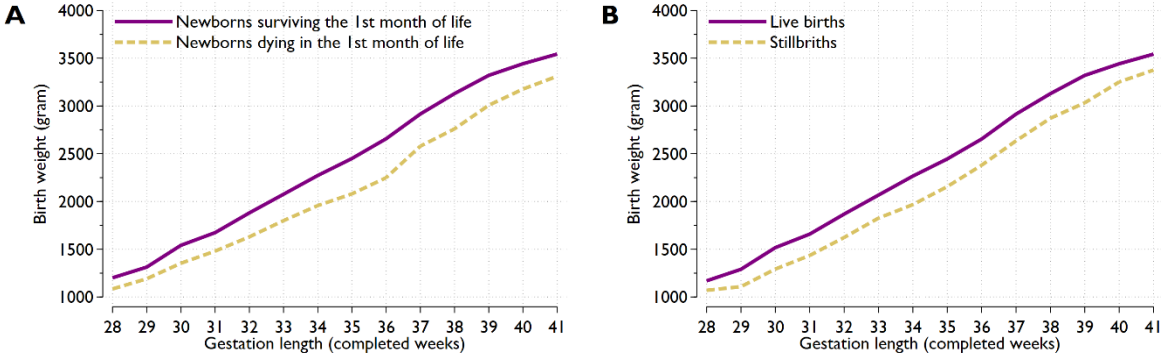 A
4000
3500
3000
2500
2000
1500
1000
Birth weight (gram)
Newborns surviving the 1st month of life
Newborns dying in the 1st month of life
28 29 30 31 32 33 34 35 36 37 38 39 40 41
Gestation length (completed weeks)
B
4000
3500
3000
2500
2000
1500
1000
Birth weight (gram)
Live births
Stillbriths
28 29 30 31 32 33 34 35 36 37 38 39 40 41
Gestation length (completed weeks)